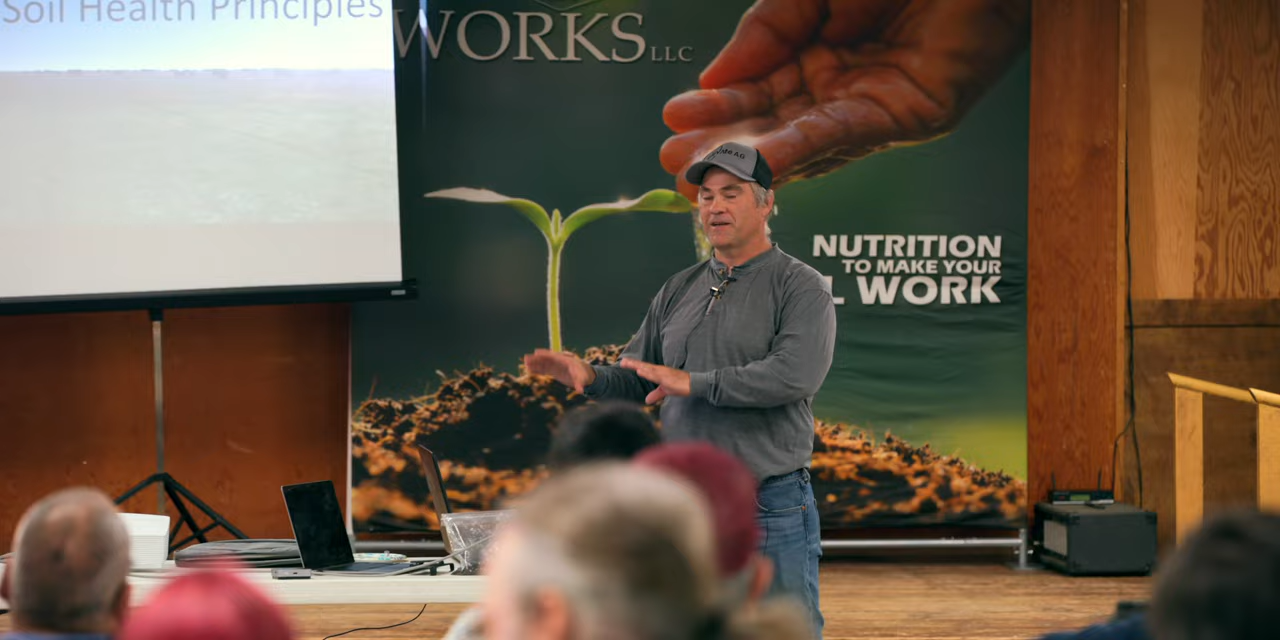 Soil Health Principles
WORKS LLC
NUTRITION
TO MAKE YOUR
WORK